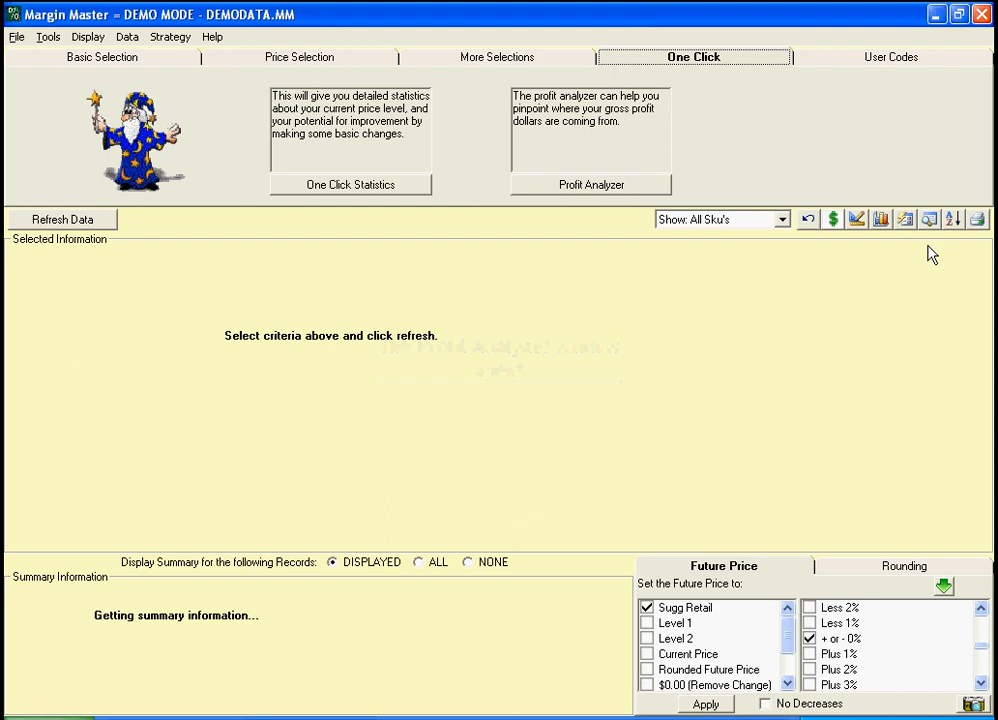 Margin Master = DEMO MODE - DEMODATA.MM
File Tools Display Data Strategy Help
Basic Selection Price Selection More Selections One Click User Codes
This will give you detailed statistics
about your current price level, and
your potential for improvement by
making some basic changes.
One Click Statistics
The profit analyzer can help you
pinpoint where your gross profit
dollars are coming from.
Profit Analyzer
Refresh Data
Show: All Sku's
Selected Information
Select criteria above and click refresh.
Display Summary for the following Records: DISPLAYED ALL NONE
Summary Information
Getting summary information...
Future Price Rounding
Set the Future Price to:
Sugg Retail
Level 1
Level 2
Current Price
Rounded Future Price
$0.00 (Remove Change)
Less 2%
Less 1%
+ or - 0%
Plus 1%
Plus 2%
Plus 3%
Apply
No Decreases